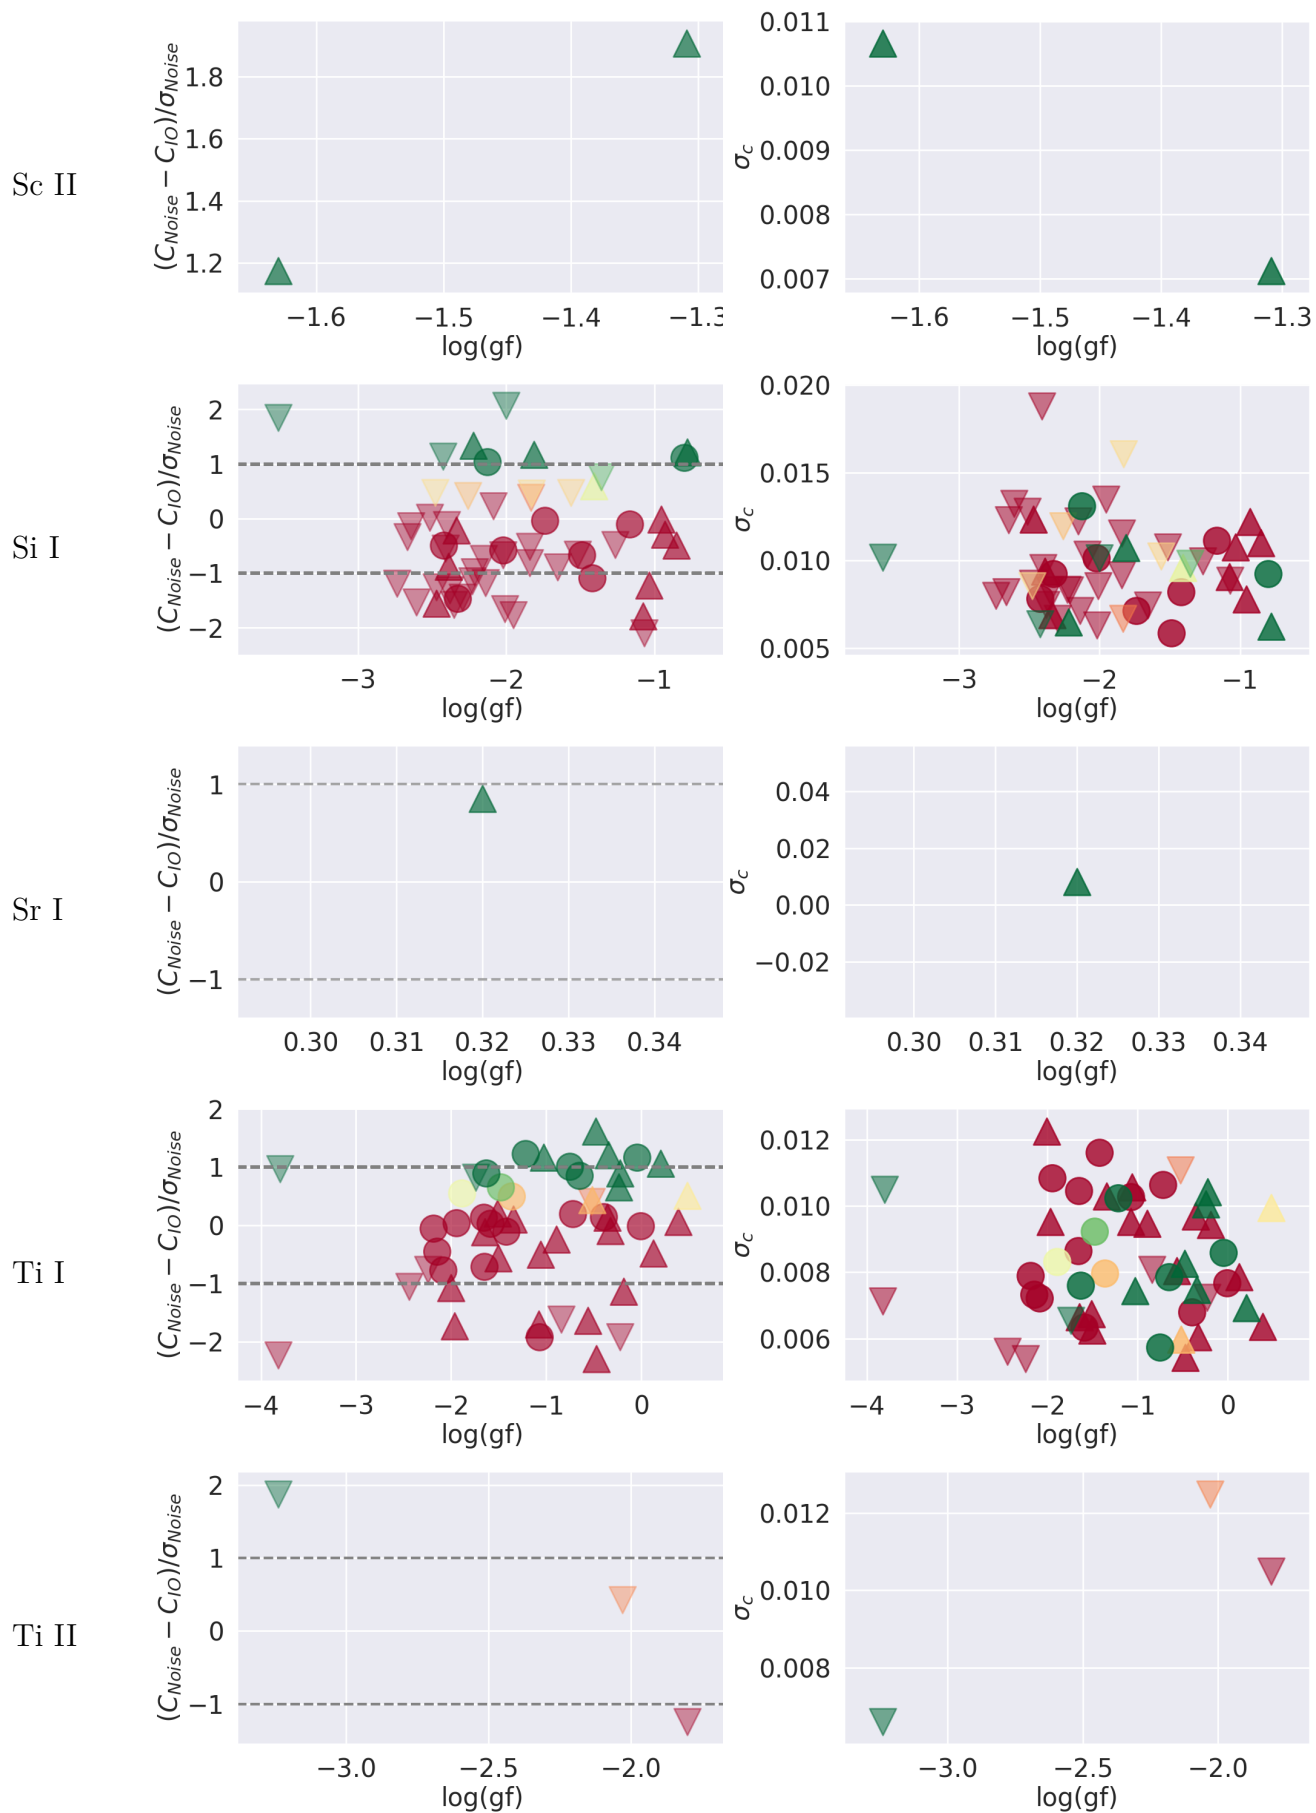 Sc II
(C_Noise − C_IO)/σ_Noise
1.8
1.6
1.4
1.2
−1.6 −1.5 −1.4 −1.3
log(gf)
σ_c
0.011
0.010
0.009
0.008
0.007
−1.6 −1.5 −1.4 −1.3
log(gf)
Si I
(C_Noise − C_IO)/σ_Noise
2
1
0
−1
−2
−3 −2 −1
log(gf)
σ_c
0.020
0.015
0.010
0.005
−3 −2 −1
log(gf)
Sr I
(C_Noise − C_IO)/σ_Noise
1
0
−1
0.30 0.31 0.32 0.33 0.34
log(gf)
σ_c
0.04
0.02
0.00
−0.02
0.30 0.31 0.32 0.33 0.34
log(gf)
Ti I
(C_Noise − C_IO)/σ_Noise
2
1
0
−1
−2
−4 −3 −2 −1 0
log(gf)
σ_c
0.012
0.010
0.008
0.006
−4 −3 −2 −1 0
log(gf)
Ti II
(C_Noise − C_IO)/σ_Noise
2
1
0
−1
−3.0 −2.5 −2.0
log(gf)
σ_c
0.012
0.010
0.008
−3.0 −2.5 −2.0
log(gf)